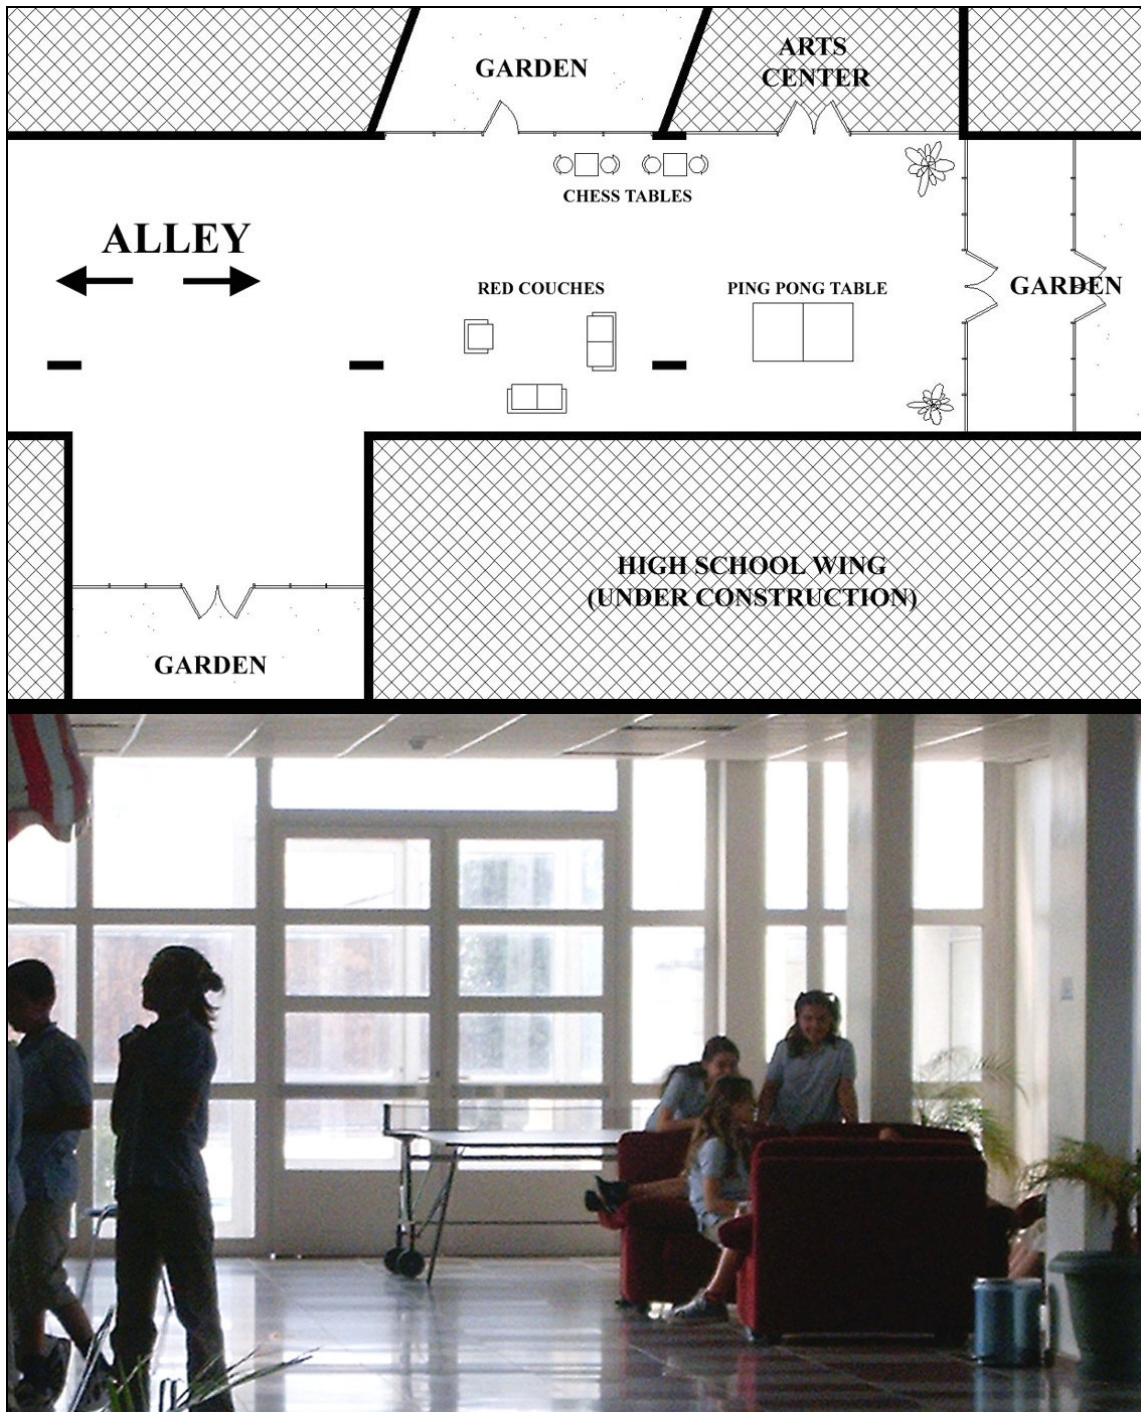 GARDEN
ARTS
CENTER
CHESS TABLES
ALLEY
RED COUCHES
PING PONG TABLE
GARDEN
HIGH SCHOOL WING
(UNDER CONSTRUCTION)
GARDEN